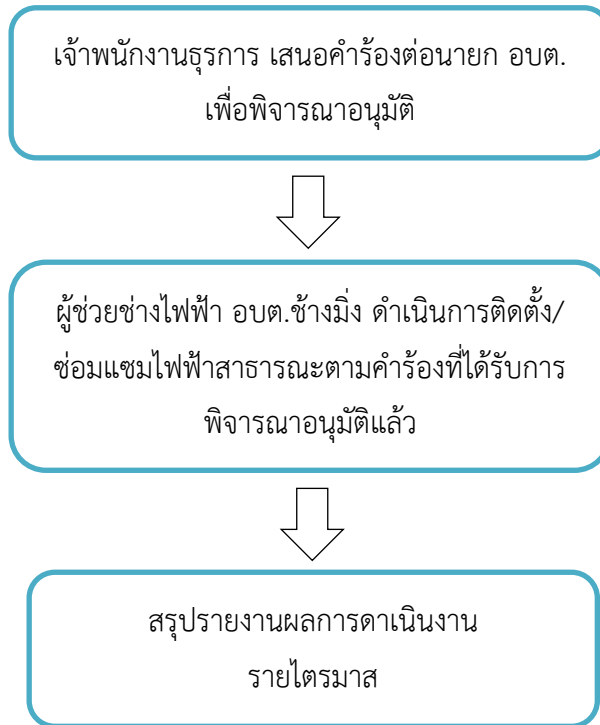 เจ้าพนักงานธุรการ เสนอคำร้องต่อนายก อบต.
เพื่อพิจารณาอนุมัติ
ผู้ช่วยช่างไฟฟ้า อบต.ช้างมิ่ง ดำเนินการติดตั้ง/
ซ่อมแซมไฟฟ้าสาธารณะตามคำร้องที่ได้รับการ
พิจารณาอนุมัติแล้ว
สรุปรายงานผลการดาเนินงาน
รายไตรมาส